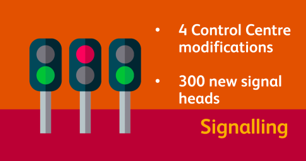 • 4 Control Centre
modifications
• 300 new signal
heads
Signalling